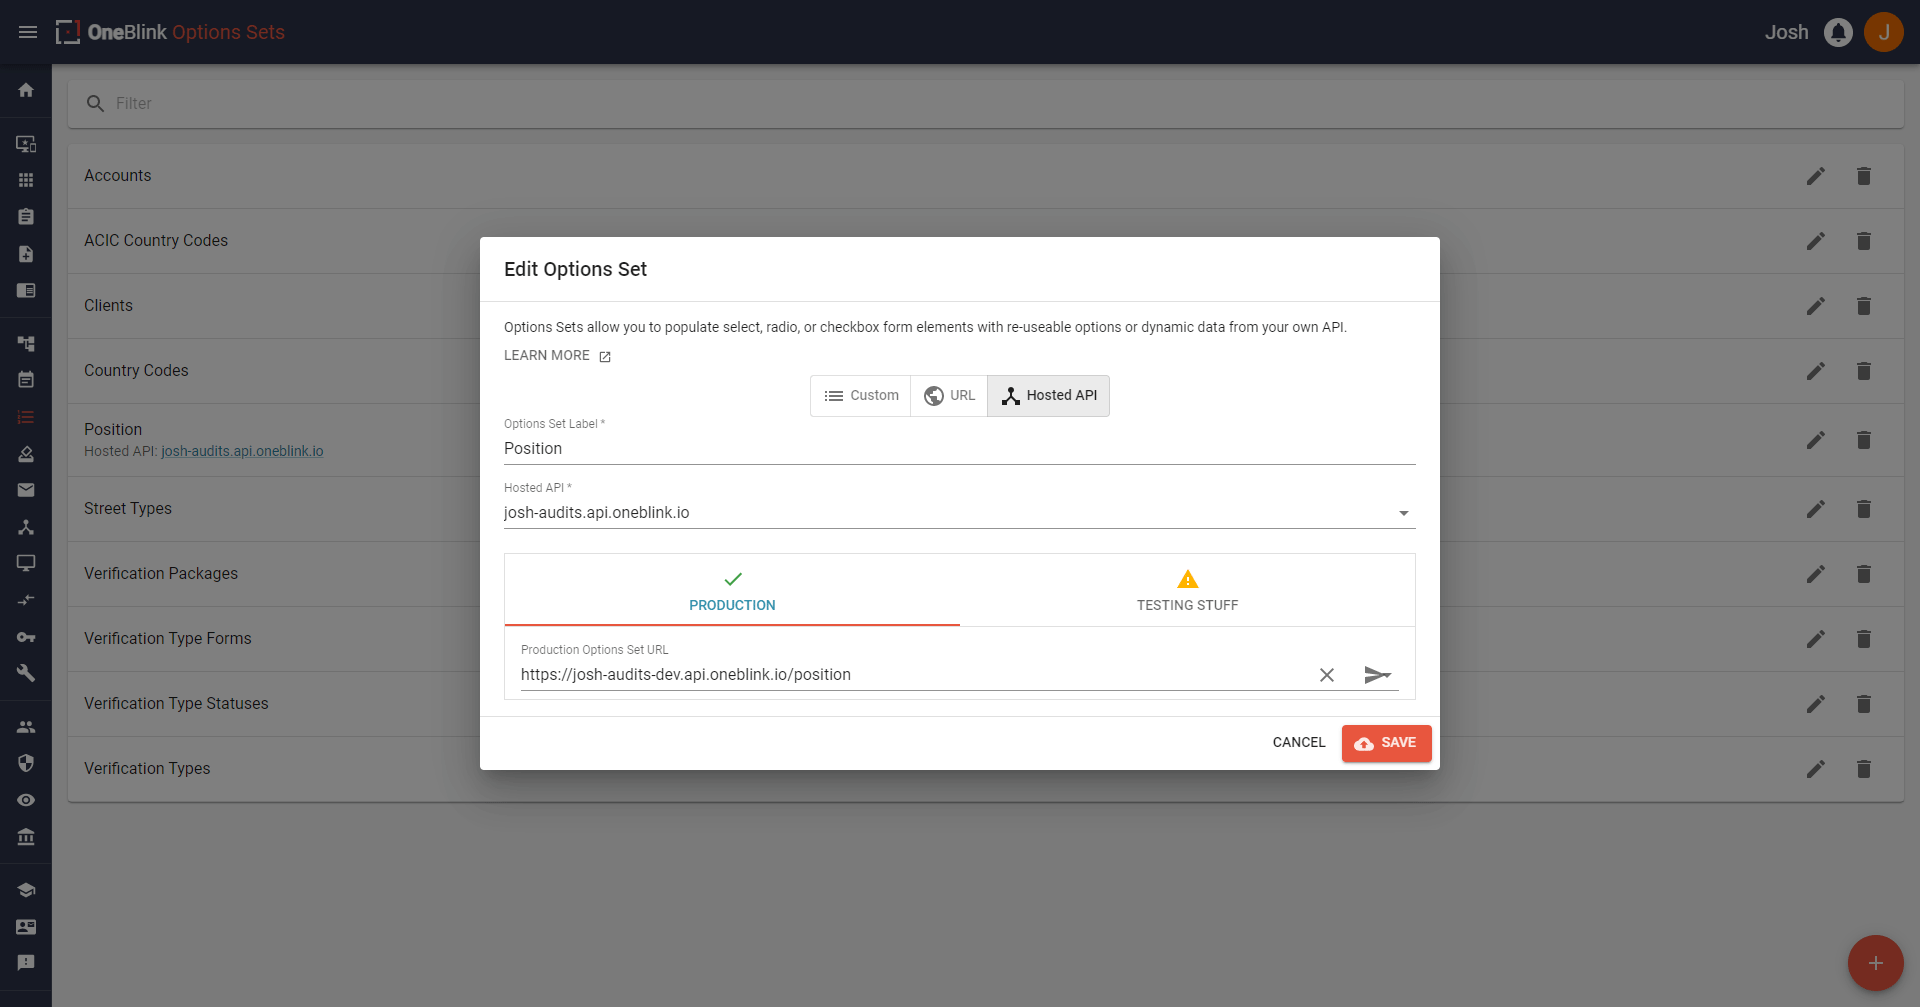 OneBlink Options Sets
Josh
J
Filter
Accounts
ACIC Country Codes
Clients
Country Codes
Position
Hosted API: josh-audits.api.oneblink.io
Street Types
Verification Packages
Verification Type Forms
Verification Type Statuses
Verification Types
Edit Options Set
Options Sets allow you to populate select, radio, or checkbox form elements with re-useable options or dynamic data from your own API.
LEARN MORE
Custom
URL
Hosted API
Options Set Label *
Position
Hosted API *
josh-audits.api.oneblink.io
PRODUCTION
TESTING STUFF
Production Options Set URL
https://josh-audits-dev.api.oneblink.io/position
CANCEL
SAVE